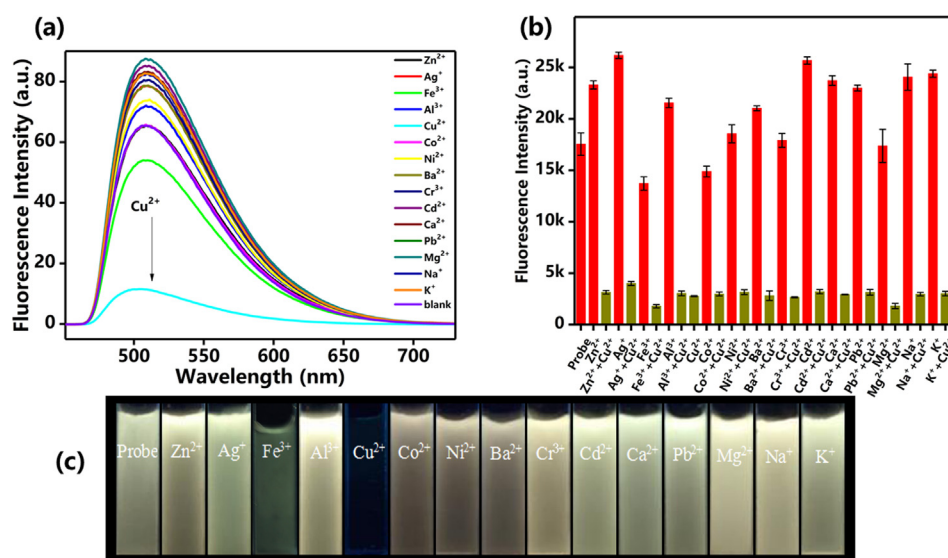 (a)
Fluorescence Intensity (a.u.)
80
60
40
20
0
500
550
600
650
700
Wavelength (nm)
Cu²⁺
Zn²⁺
Ag⁺
Fe³⁺
Al³⁺
Cu²⁺
Co²⁺
Ni²⁺
Ba²⁺
Cr³⁺
Cd²⁺
Ca²⁺
Pb²⁺
Mg²⁺
Na⁺
K⁺
blank
(b)
Fluorescence Intensity (a.u.)
25k
20k
15k
10k
5k
0
Probe
Zn²⁺
Zn²⁺+Cu²⁺
Ag⁺
Ag⁺+Cu²⁺
Fe³⁺
Fe³⁺+Cu²⁺
Al³⁺
Al³⁺+Cu²⁺
Cu²⁺
Co²⁺
Co²⁺+Cu²⁺
Ni²⁺
Ni²⁺+Cu²⁺
Ba²⁺
Ba²⁺+Cu²⁺
Cr³⁺
Cr³⁺+Cu²⁺
Cd²⁺
Cd²⁺+Cu²⁺
Ca²⁺
Ca²⁺+Cu²⁺
Pb²⁺
Pb²⁺+Cu²⁺
Mg²⁺
Mg²⁺+Cu²⁺
Na⁺
Na⁺+Cu²⁺
K⁺
(c)
Probe Zn²⁺ Ag⁺ Fe³⁺ Al³⁺ Cu²⁺ Co²⁺ Ni²⁺ Ba²⁺ Cr³⁺ Cd²⁺ Ca²⁺ Pb²⁺ Mg²⁺ Na⁺ K⁺